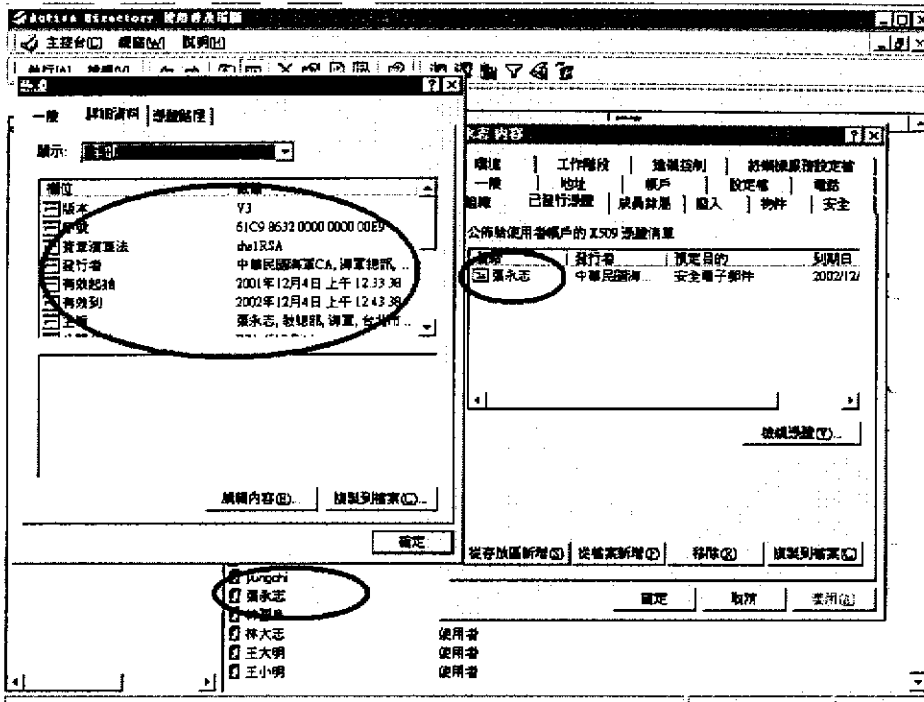 Active Directory 使用者及電腦
主控台(C) 視窗(W) 說明(H)
執行(A) 檢視(V)
憑證
一般 詳細資料 憑證路徑
顯示:
欄位 數值
版本 V3
序號 61C9 8632 0000 0000 00E9
簽章演算法 sha1RSA
發行者 中華民國海軍CA, 海軍總部, ...
有效起始 2001年12月4日 上午 12:33:38
有效到 2002年12月4日 上午 12:43:38
主體 張永志, 教總部, 海軍, 台北市...
編輯內容(E)... 複製到檔案(C)...
確定
內容
環境 工作階段 遠端控制 終端機服務設定檔
一般 地址 帳戶 設定檔 電話
組織 已發行憑證 成員隸屬 撥入 物件 安全
公佈給使用者帳戶的 X509 憑證清單
發行者 預定目的 到期日
張永志 中華民國海... 安全電子郵件 2002/12/
檢視憑證(V)...
從存放區新增(S) 從檔案新增(F) 移除(R) 複製到檔案(C)
確定 取消 套用(A)
jungchi
張永志
林大志 使用者
王大明 使用者
王小明 使用者